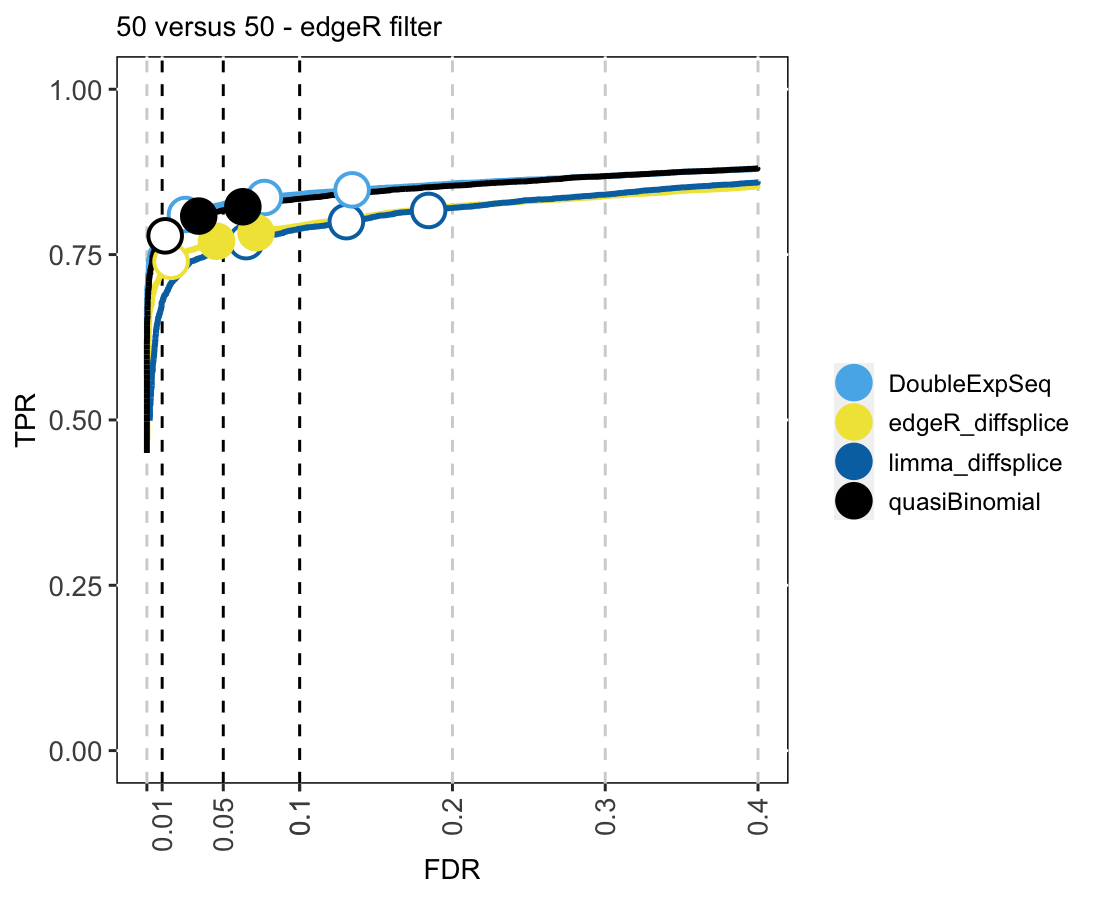 50 versus 50 - edgeR filter
1.00
0.75
0.50
0.25
0.00
TPR
0.01
0.05
0.1
0.2
0.3
0.4
FDR
DoubleExpSeq
edgeR_diffsplice
limma_diffsplice
quasiBinomial